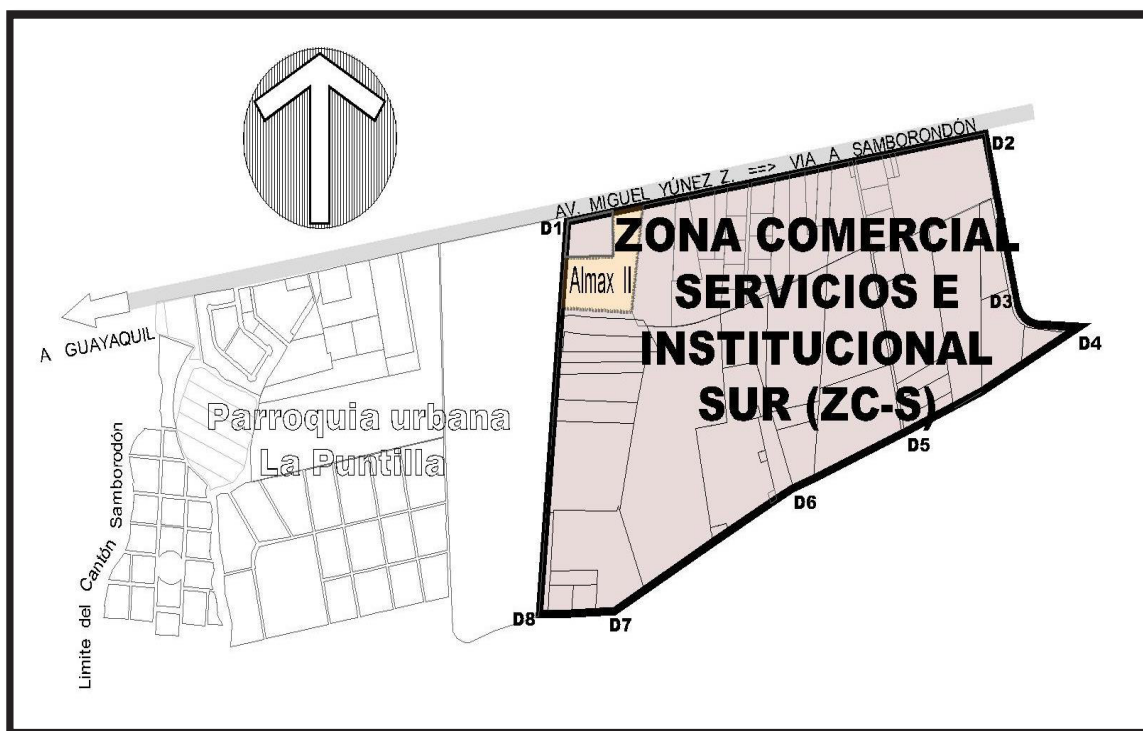 AV. MIGUEL YÚNEZ Z. ==> VIA A SAMBORONDÓN
D2
D1
ZONA COMERCIAL
SERVICIOS E
INSTITUCIONAL
SUR (ZC-S)
Almax II
D3
D4
A GUAYAQUIL
Parroquia urbana
La Puntilla
D5
D6
Limite del Cantón Samborodón
D8
D7